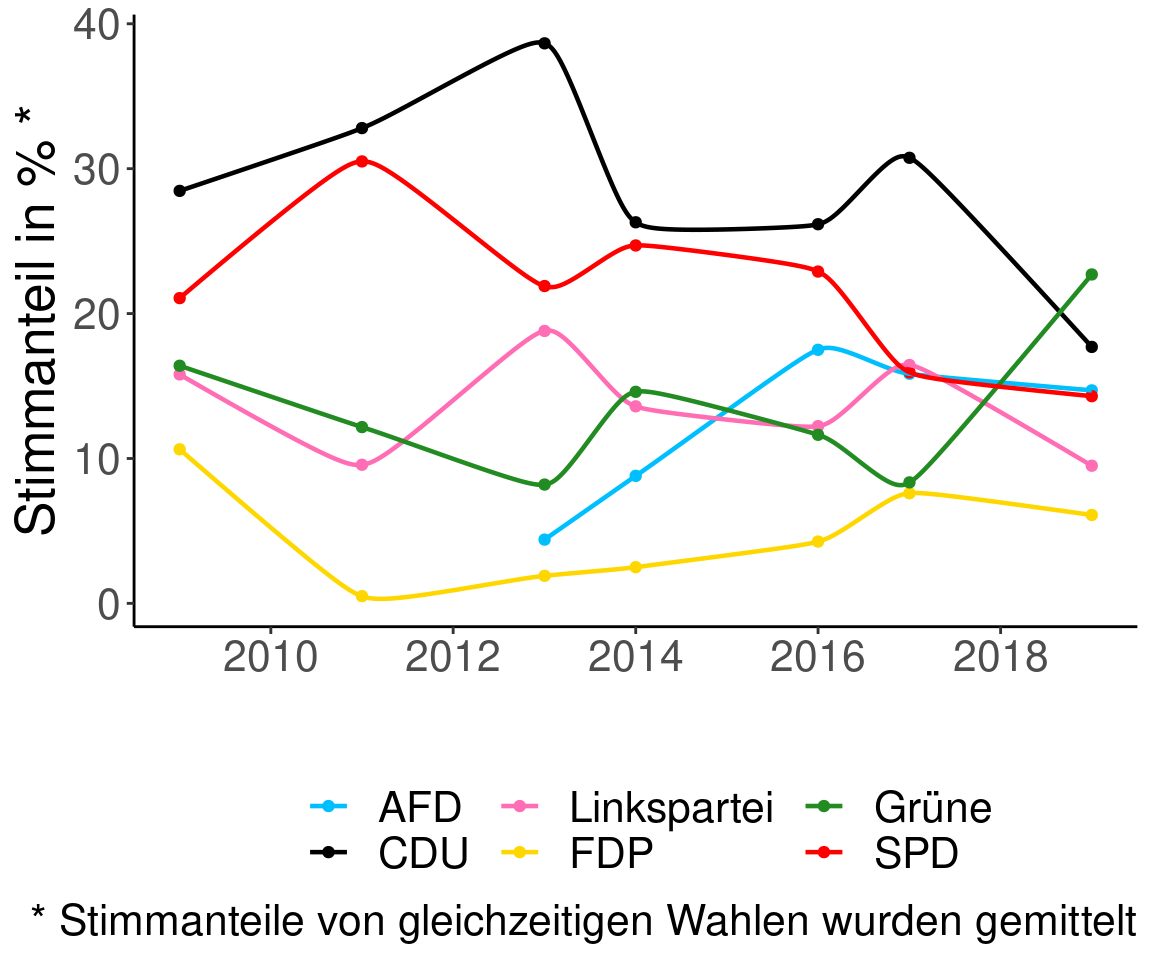 Stimmanteil in % *
40
30
20
10
0
2010 2012 2014 2016 2018
AFD Linkspartei Grüne
CDU FDP SPD
* Stimmanteile von gleichzeitigen Wahlen wurden gemittelt